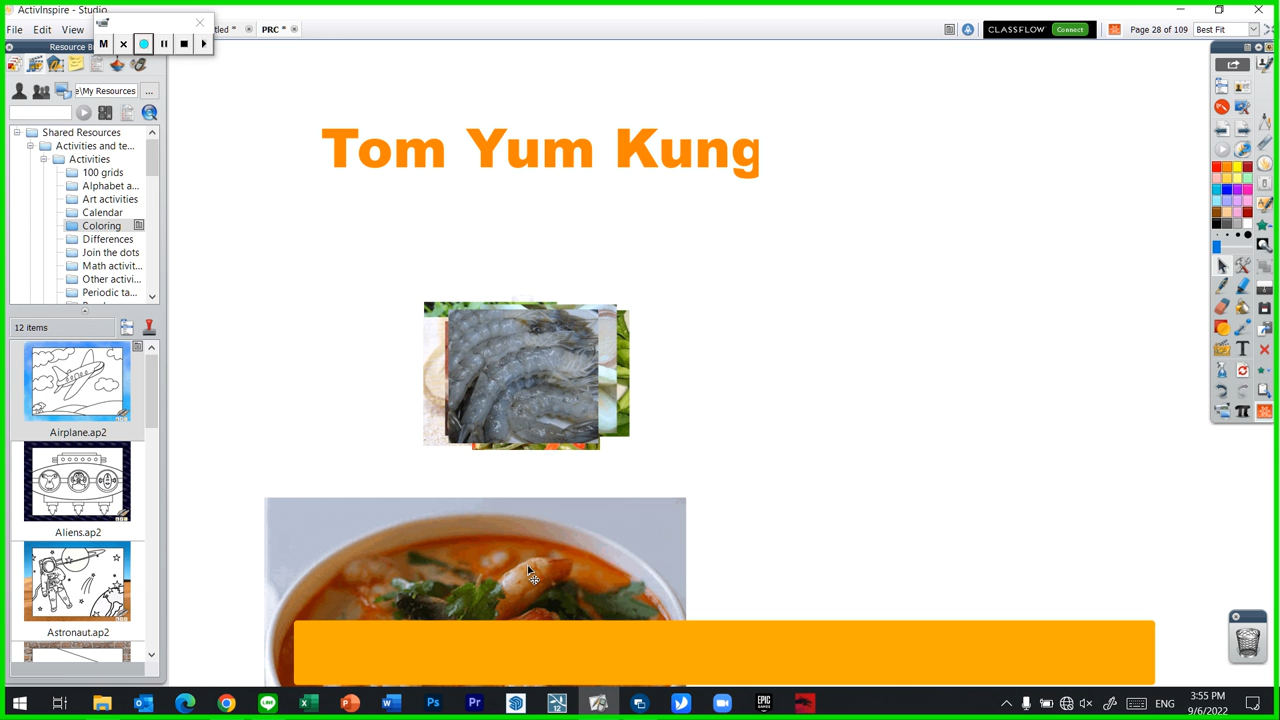 ActivInspire - Studio
tled *
PRC *
File Edit View
CLASSFLOW Connect
Page 28 of 109
Best Fit
Resource B
M
e\My Resources
...
Shared Resources
Activities and te...
Activities
100 grids
Alphabet a...
Art activities
Calendar
Coloring
Differences
Join the dots
Math activit...
Other activi...
Periodic ta...
12 items
Airplane.ap2
Aliens.ap2
Astronaut.ap2
Tom Yum Kung
ENG
3:55 PM
9/6/2022